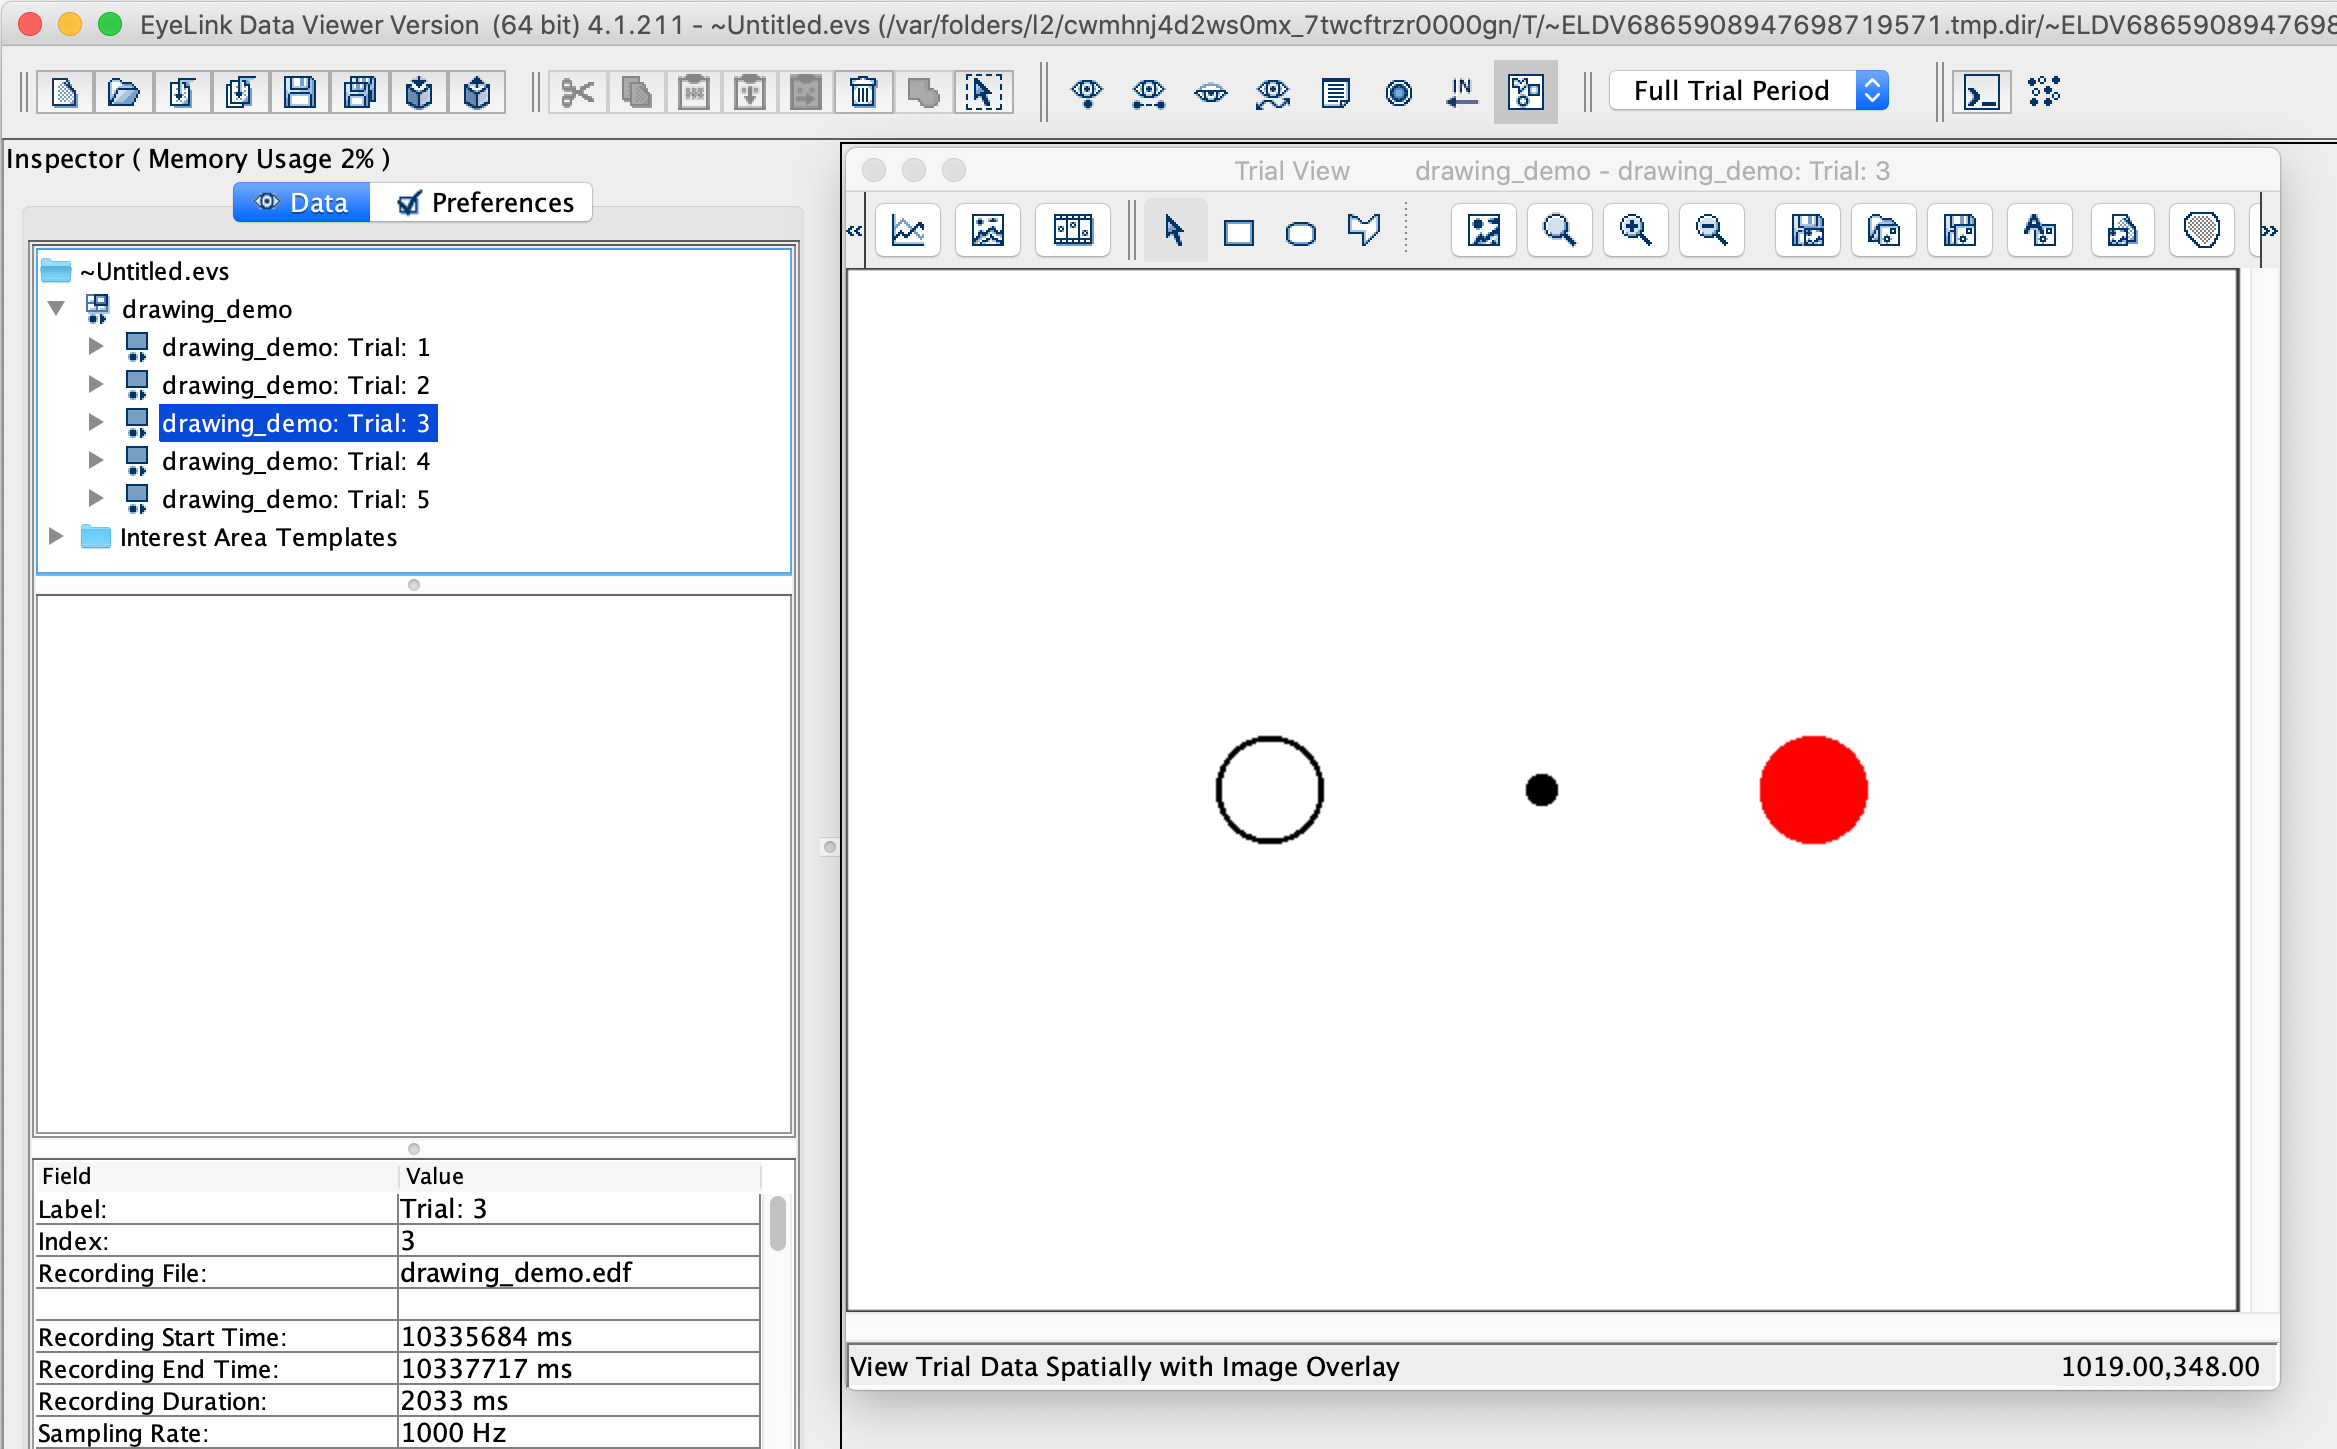 EyeLink Data Viewer Version (64 bit) 4.1.211 - ~Untitled.evs (/var/folders/l2/cwmhnj4d2ws0mx_7twcftrzr0000gn/T/~ELDV6865908947698719571.tmp.dir/~ELDV6865908947698
IN
Full Trial Period
Inspector ( Memory Usage 2% )
Data
Preferences
~Untitled.evs
drawing_demo
drawing_demo: Trial: 1
drawing_demo: Trial: 2
drawing_demo: Trial: 3
drawing_demo: Trial: 4
drawing_demo: Trial: 5
Interest Area Templates
Field Value
Label: Trial: 3
Index: 3
Recording File: drawing_demo.edf
Recording Start Time: 10335684 ms
Recording End Time: 10337717 ms
Recording Duration: 2033 ms
Sampling Rate: 1000 Hz
Trial View drawing_demo - drawing_demo: Trial: 3
View Trial Data Spatially with Image Overlay 1019.00,348.00